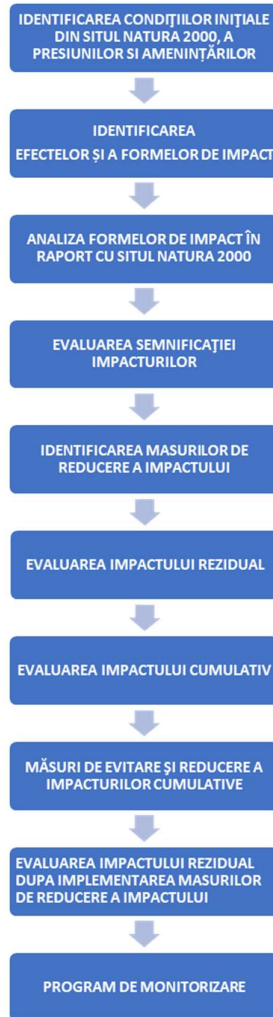 IDENTIFICAREA CONDIȚIILOR INIȚIALE
DIN SITUL NATURA 2000, A
PRESIUNILOR SI AMENINȚĂRILOR
IDENTIFICAREA
EFECTELOR ȘI A FORMELOR DE IMPACT
ANALIZA FORMELOR DE IMPACT ÎN
RAPORT CU SITUL NATURA 2000
EVALUAREA SEMNIFICAȚIEI
IMPACTURILOR
IDENTIFICAREA MASURILOR DE
REDUCERE A IMPACTULUI
EVALUAREA IMPACTULUI REZIDUAL
EVALUAREA IMPACTULUI CUMULATIV
MĂSURI DE EVITARE ȘI REDUCERE A
IMPACTURILOR CUMULATIVE
EVALUAREA IMPACTULUI REZIDUAL
DUPA IMPLEMENTAREA MASURILOR
DE REDUCERE A IMPACTULUI
PROGRAM DE MONITORIZARE